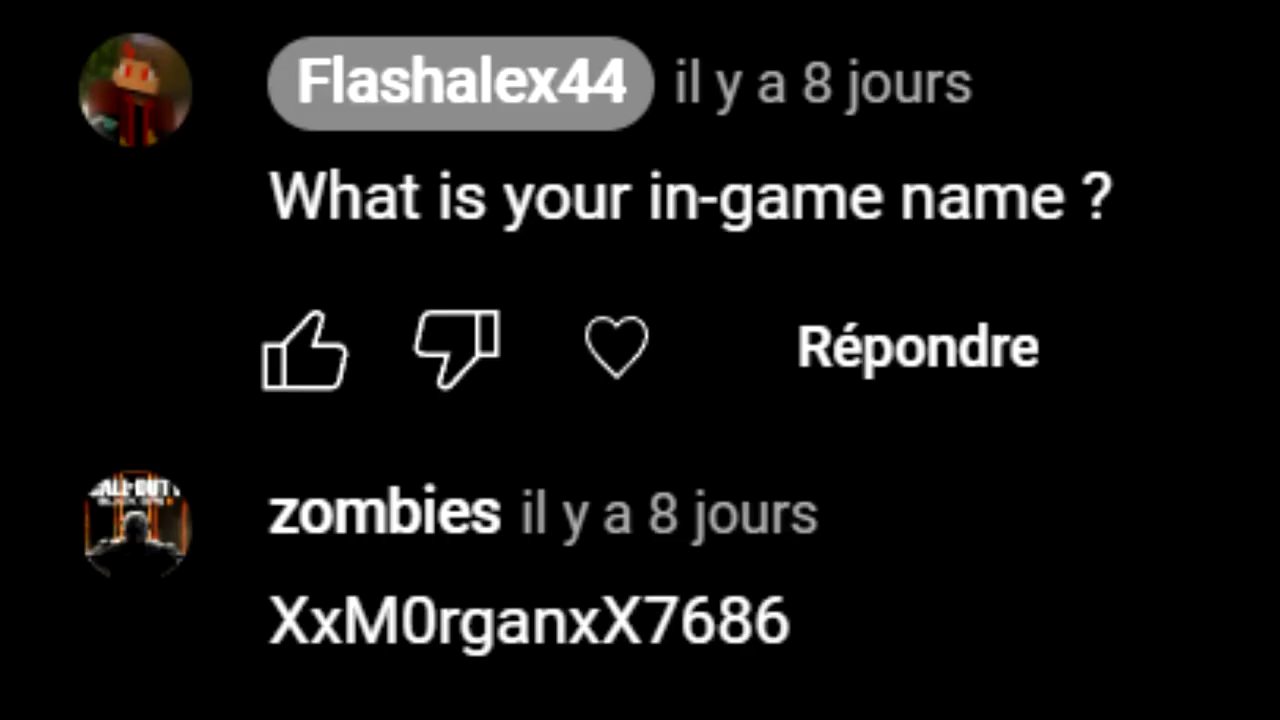 Flashalex44 il y a 8 jours
What is your in-game name ?
Répondre
zombies il y a 8 jours
XxM0rganxX7686